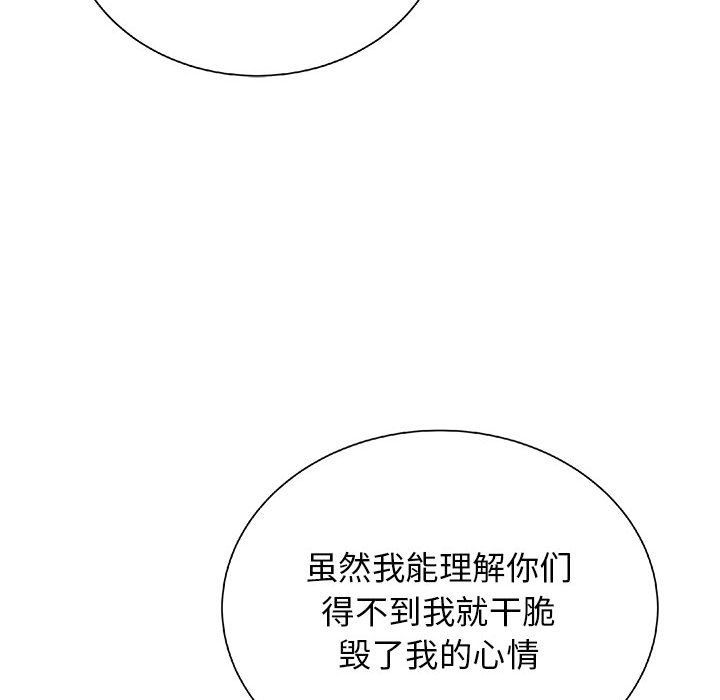 虽然我能理解你们
得不到我就干脆
毁了我的心情